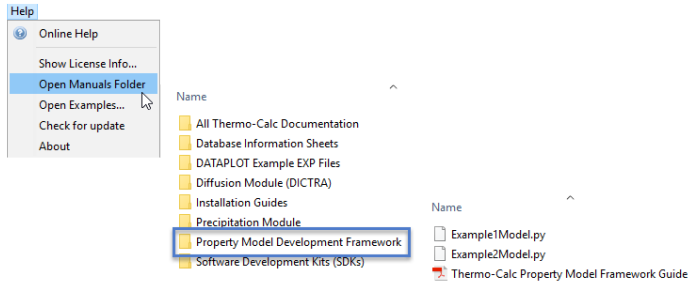 Help
Online Help
Show License Info...
Open Manuals Folder
Open Examples...
Check for update
About
Name
All Thermo-Calc Documentation
Database Information Sheets
DATAPLOT Example EXP Files
Diffusion Module (DICTRA)
Installation Guides
Precipitation Module
Property Model Development Framework
Software Development Kits (SDKs)
Name
Example1Model.py
Example2Model.py
Thermo-Calc Property Model Framework Guide